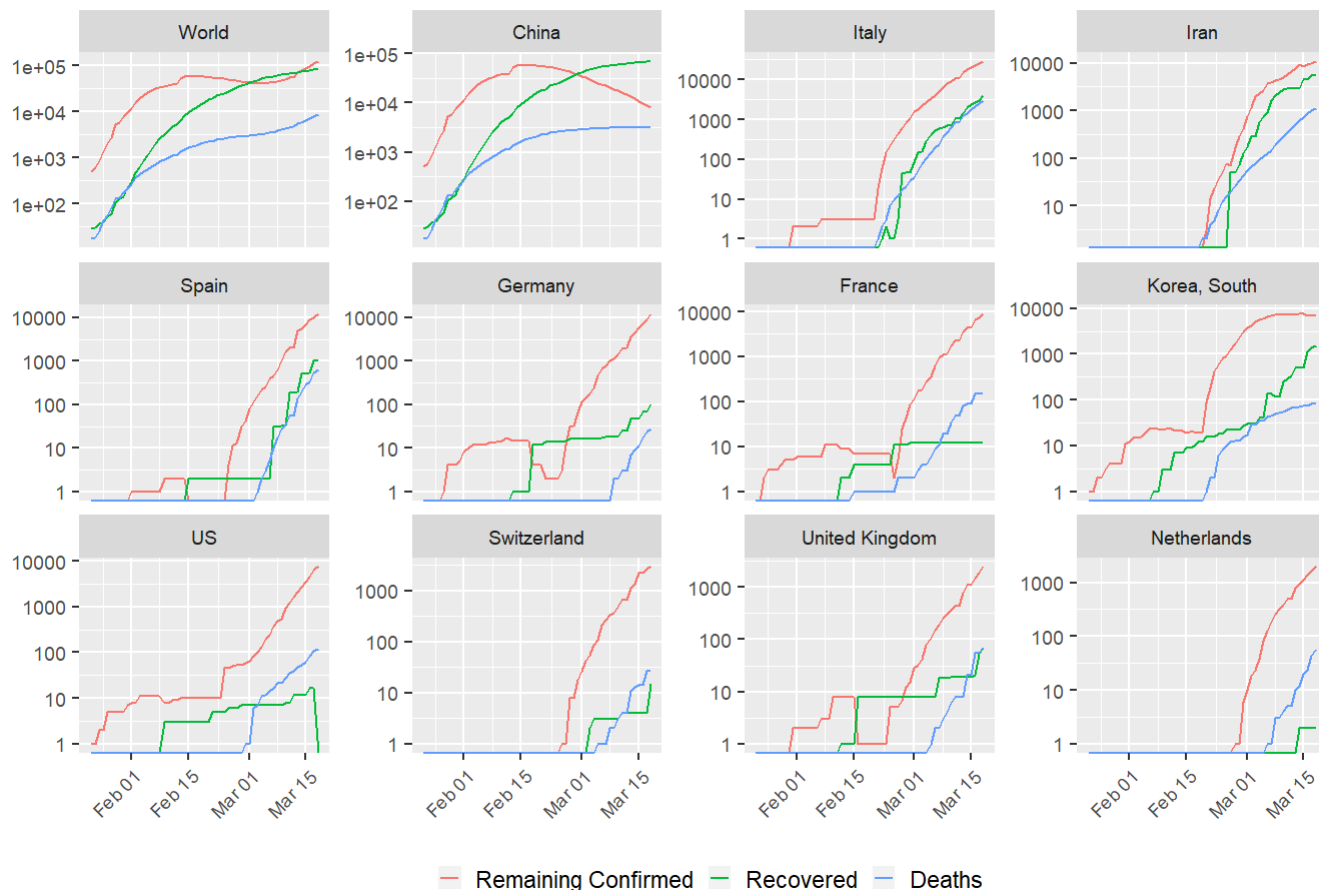 World China Italy Iran
1e+05 1e+05 10000 10000
1e+04 1e+04 1000 1000
1e+03 1e+03 100 100
1e+02 1e+02 10 10
1
Spain Germany France Korea, South
10000 10000 10000 10000
1000 1000 1000 1000
100 100 100 100
10 10 10 10
1 1 1 1
US Switzerland United Kingdom Netherlands
10000
1000 1000 1000 1000
100 100 100 100
10 10 10 10
1 1 1 1
Feb 01 Feb 15 Mar 01 Mar 15 Feb 01 Feb 15 Mar 01 Mar 15 Feb 01 Feb 15 Mar 01 Mar 15 Feb 01 Feb 15 Mar 01 Mar 15
Remaining Confirmed Recovered Deaths